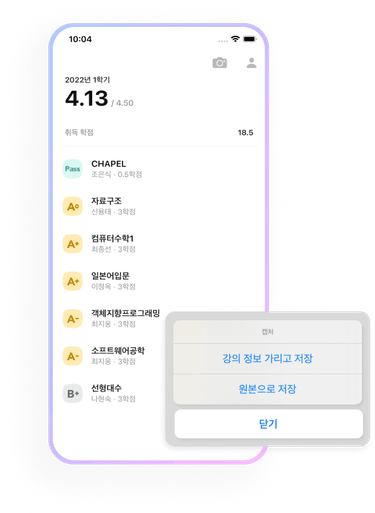 10:04
2022년 1학기
4.13 / 4.50
취득 학점 18.5
Pass CHAPEL
조은식 · 0.5학점
A0 자료구조
신용태 · 3학점
A+ 컴퓨터수학1
최종선 · 3학점
A+ 일본어입문
이정옥 · 3학점
A- 객체지향프로그래밍
최지웅 · 3학점
A- 소프트웨어공학
최지웅 · 3학점
B+ 선형대수
나현숙 · 3학점
캡처
강의 정보 가리고 저장
원본으로 저장
닫기